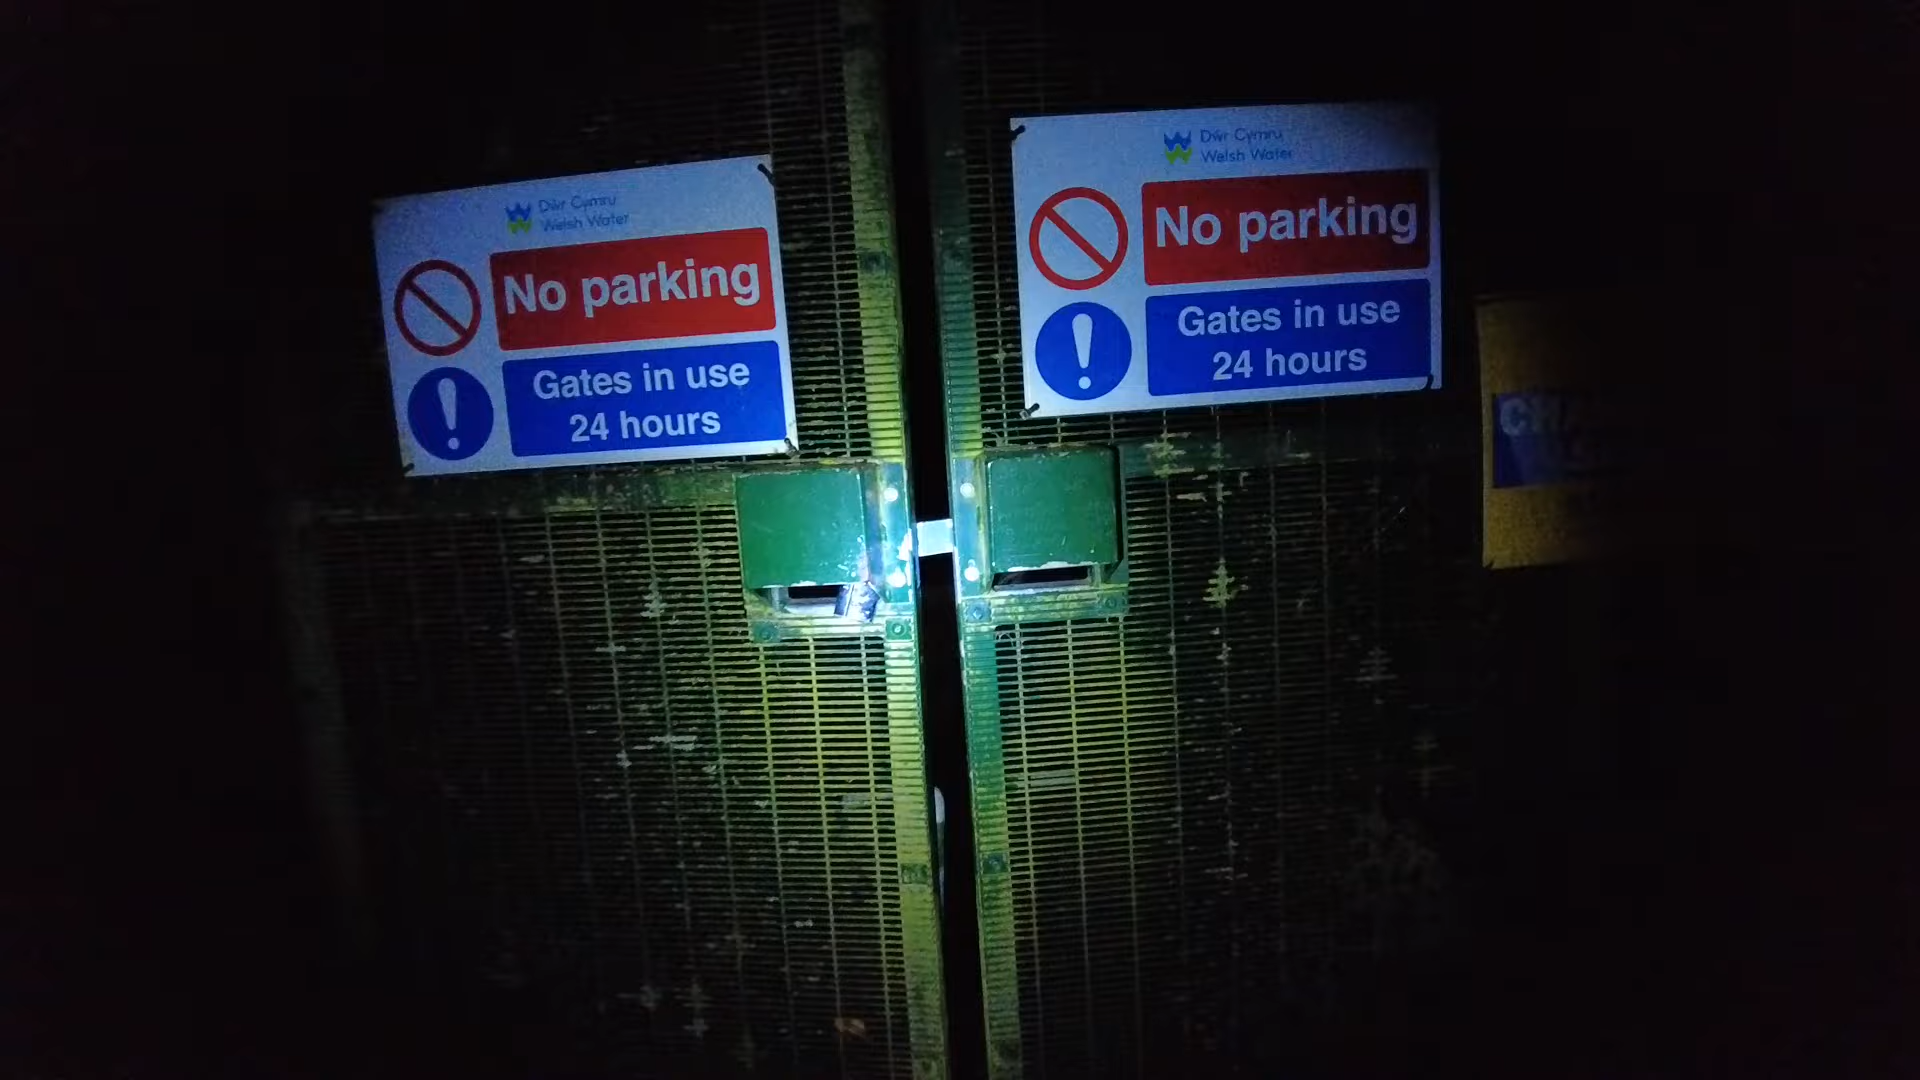 Dŵr Cymru
Welsh Water
No parking
Gates in use
24 hours
Dŵr Cymru
Welsh Water
No parking
Gates in use
24 hours